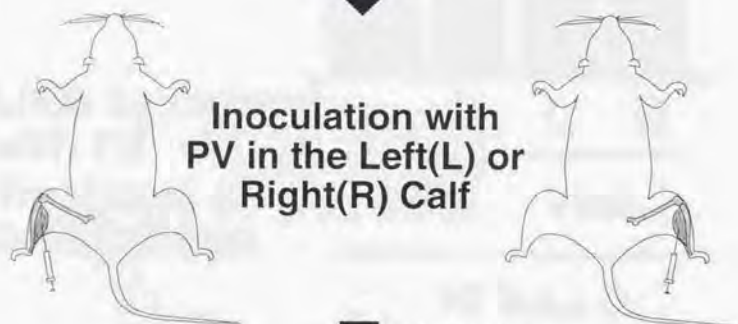 Inoculation with
PV in the Left(L) or
Right(R) Calf